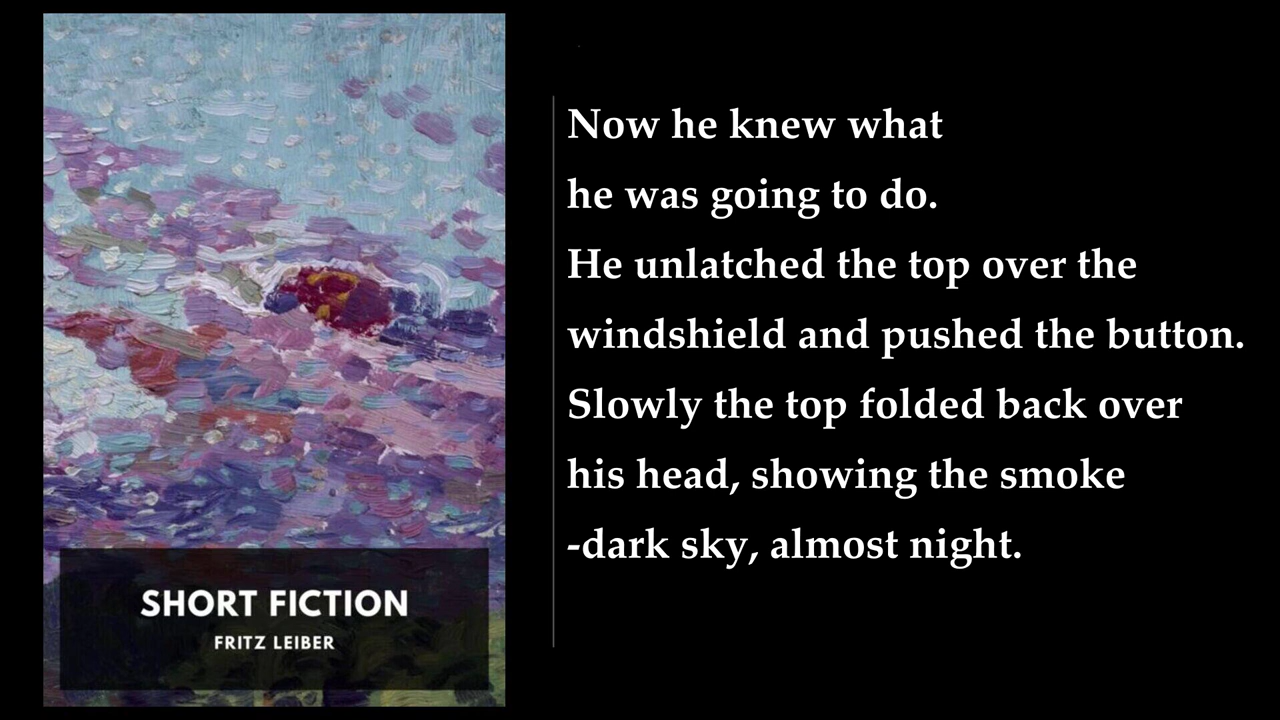 SHORT FICTION
FRITZ LEIBER
Now he knew what
he was going to do.
He unlatched the top over the
windshield and pushed the button.
Slowly the top folded back over
his head, showing the smoke
-dark sky, almost night.